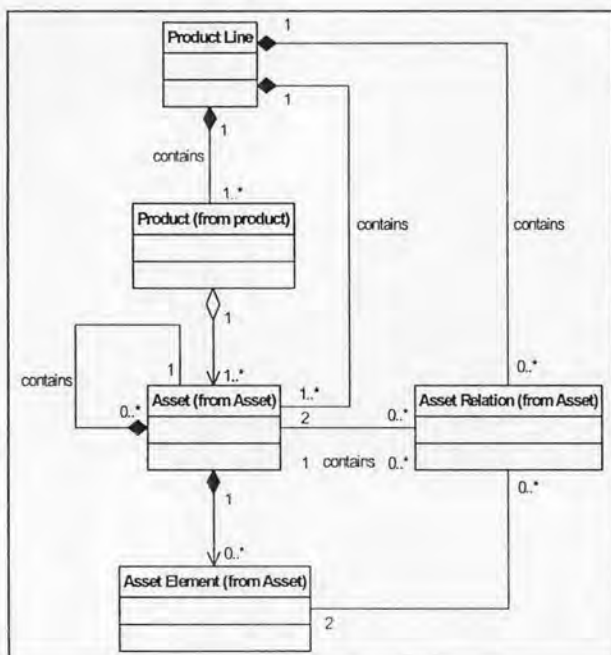 1
Product Line
1
1
contains
1..*
Product (from product)
contains
contains
1
1
contains
1..*
0..*
0..*
1..*
Asset (from Asset)
Asset Relation (from Asset)
2
0..*
1
contains
0..*
1
0..*
0..*
Asset Element (from Asset)
2